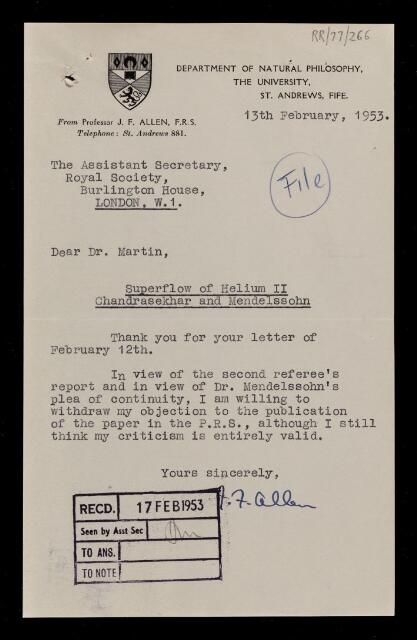 RR/77/266
DEPARTMENT OF NATURAL PHILOSOPHY,
THE UNIVERSITY,
ST. ANDREWS, FIFE.
From Professor J. F. ALLEN, F.R.S.
Telephone: St. Andrews 881.
13th February, 1953.
The Assistant Secretary,
Royal Society,
Burlington House,
LONDON, W.1.
File
Dear Dr. Martin,
Superflow of Helium II
Chandrasekhar and Mendelssohn
Thank you for your letter of
February 12th.
In view of the second referee's
report and in view of Dr. Mendelssohn's
plea of continuity, I am willing to
withdraw my objection to the publication
of the paper in the P.R.S., although I still
think my criticism is entirely valid.
Yours sincerely,
J. F. Allen
RECD. 17 FEB 1953
Seen by Asst Sec
TO ANS.
TO NOTE